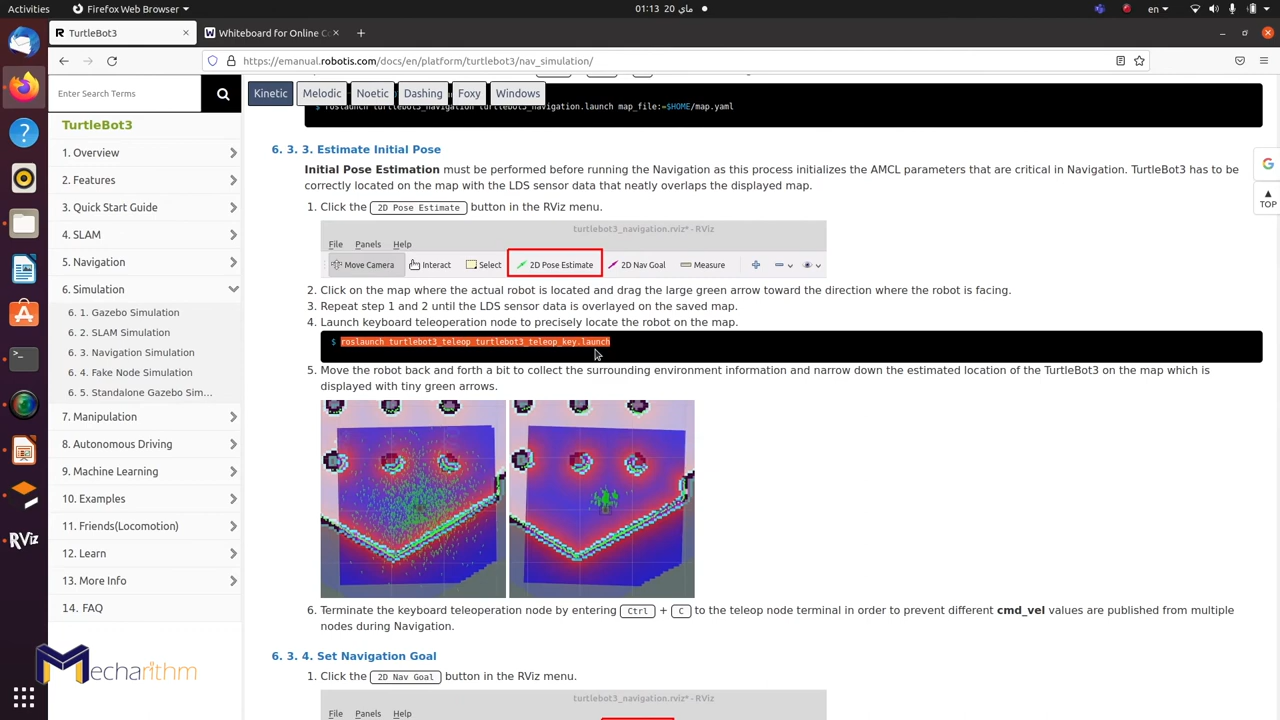 Activities
Firefox Web Browser
01:13 20 ماي
en
TurtleBot3
Whiteboard for Online C
https://emanual.robotis.com/docs/en/platform/turtlebot3/nav_simulation/
Enter Search Terms
Kinetic
Melodic
Noetic
Dashing
Foxy
Windows
$ roslaunch turtlebot3_navigation turtlebot3_navigation.launch map_file:=$HOME/map.yaml
TurtleBot3
1. Overview
2. Features
3. Quick Start Guide
4. SLAM
5. Navigation
6. Simulation
6. 1. Gazebo Simulation
6. 2. SLAM Simulation
6. 3. Navigation Simulation
6. 4. Fake Node Simulation
6. 5. Standalone Gazebo Sim...
7. Manipulation
8. Autonomous Driving
9. Machine Learning
10. Examples
11. Friends(Locomotion)
12. Learn
13. More Info
14. FAQ
6. 3. 3. Estimate Initial Pose
Initial Pose Estimation must be performed before running the Navigation as this process initializes the AMCL parameters that are critical in Navigation. TurtleBot3 has to be
correctly located on the map with the LDS sensor data that neatly overlaps the displayed map.
1. Click the 2D Pose Estimate button in the RViz menu.
turtlebot3_navigation.rviz* - RViz
File Panels Help
Move Camera Interact Select 2D Pose Estimate 2D Nav Goal Measure
2. Click on the map where the actual robot is located and drag the large green arrow toward the direction where the robot is facing.
3. Repeat step 1 and 2 until the LDS sensor data is overlayed on the saved map.
4. Launch keyboard teleoperation node to precisely locate the robot on the map.
$ roslaunch turtlebot3_teleop turtlebot3_teleop_key.launch
5. Move the robot back and forth a bit to collect the surrounding environment information and narrow down the estimated location of the TurtleBot3 on the map which is
displayed with tiny green arrows.
6. Terminate the keyboard teleoperation node by entering Ctrl + C to the teleop node terminal in order to prevent different cmd_vel values are published from multiple
nodes during Navigation.
6. 3. 4. Set Navigation Goal
1. Click the 2D Nav Goal button in the RViz menu.
turtlebot3_navigation.rviz* - RViz
File Panels Help
TOP
RViz
Mecharithm